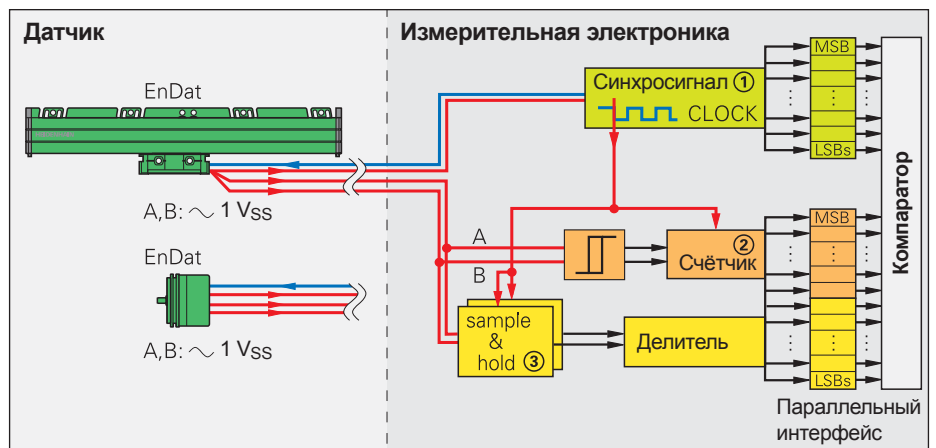 Датчик
Измерительная электроника
EnDat
A,B: ~ 1 VSS
EnDat
A,B: ~ 1 VSS
Синхросигнал ①
CLOCK
MSB
LSBs
A
B
②
Счётчик
MSB
sample
&
hold ③
Делитель
LSBs
Компаратор
Параллельный
интерфейс